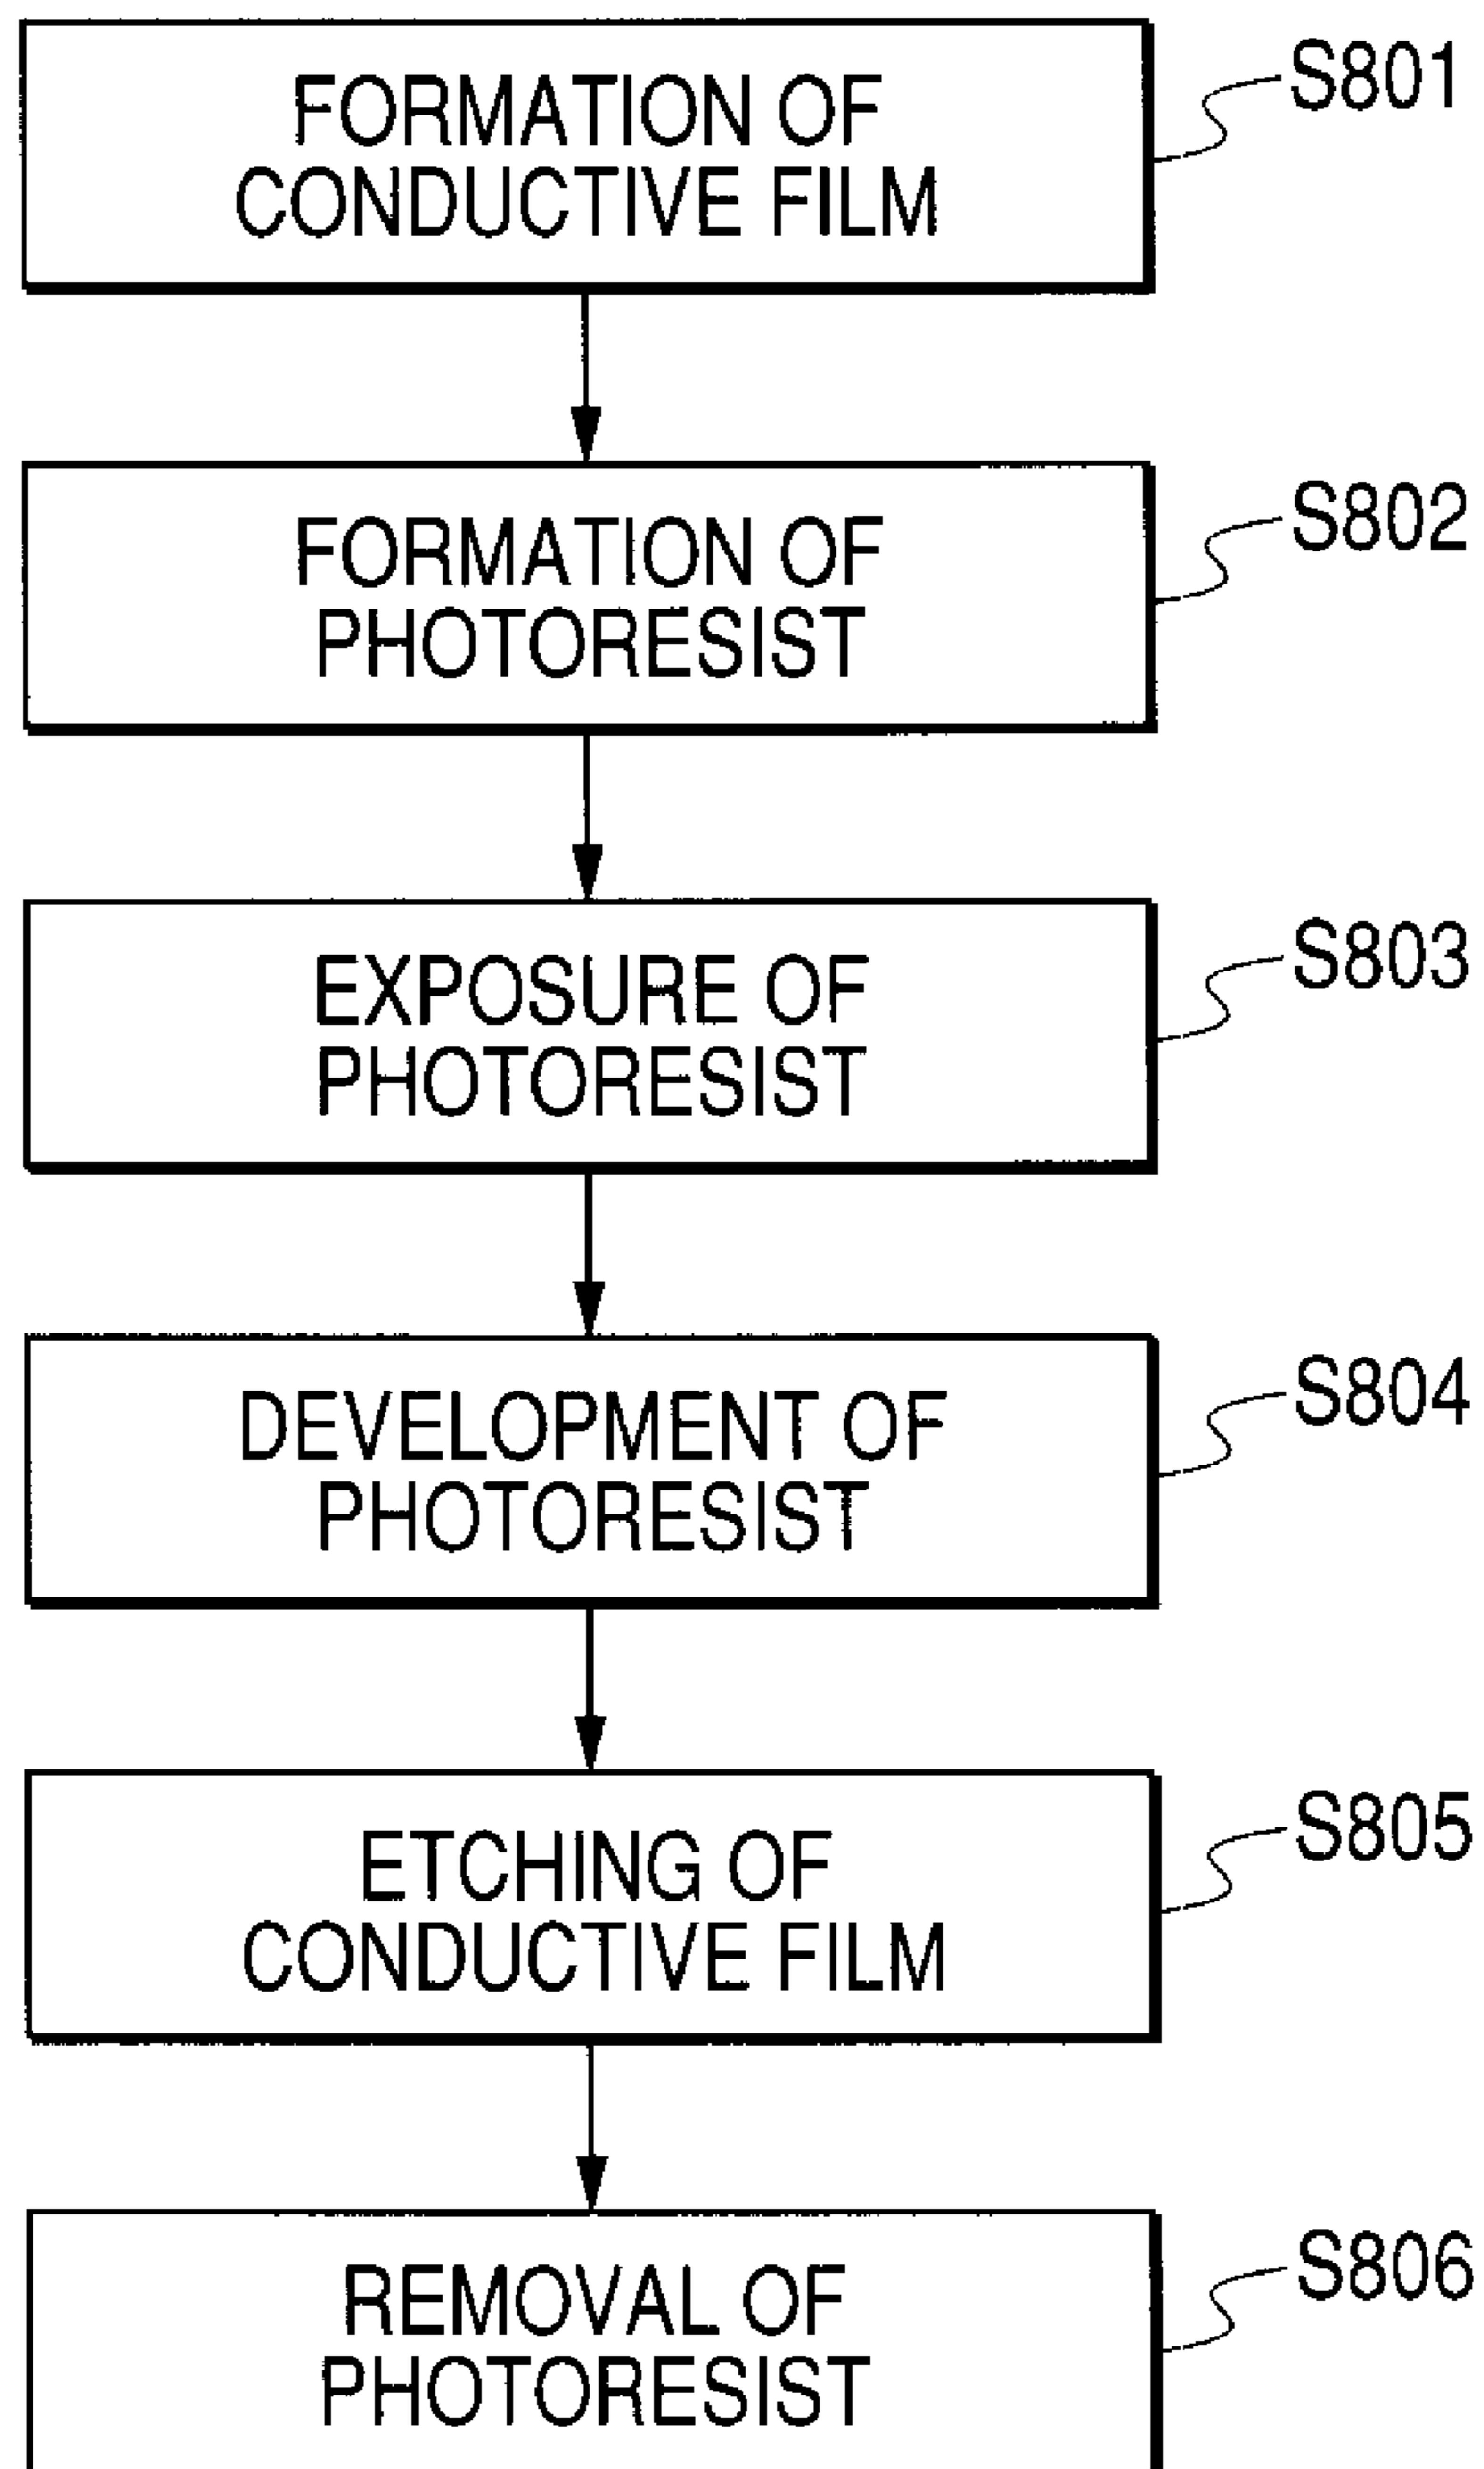 FORMATION OF
CONDUCTIVE FILM
S801
FORMATION OF
PHOTORESIST
S802
EXPOSURE OF
PHOTORESIST
S803
DEVELOPMENT OF
PHOTORESIST
S804
ETCHING OF
CONDUCTIVE FILM
S805
REMOVAL OF
PHOTORESIST
S806